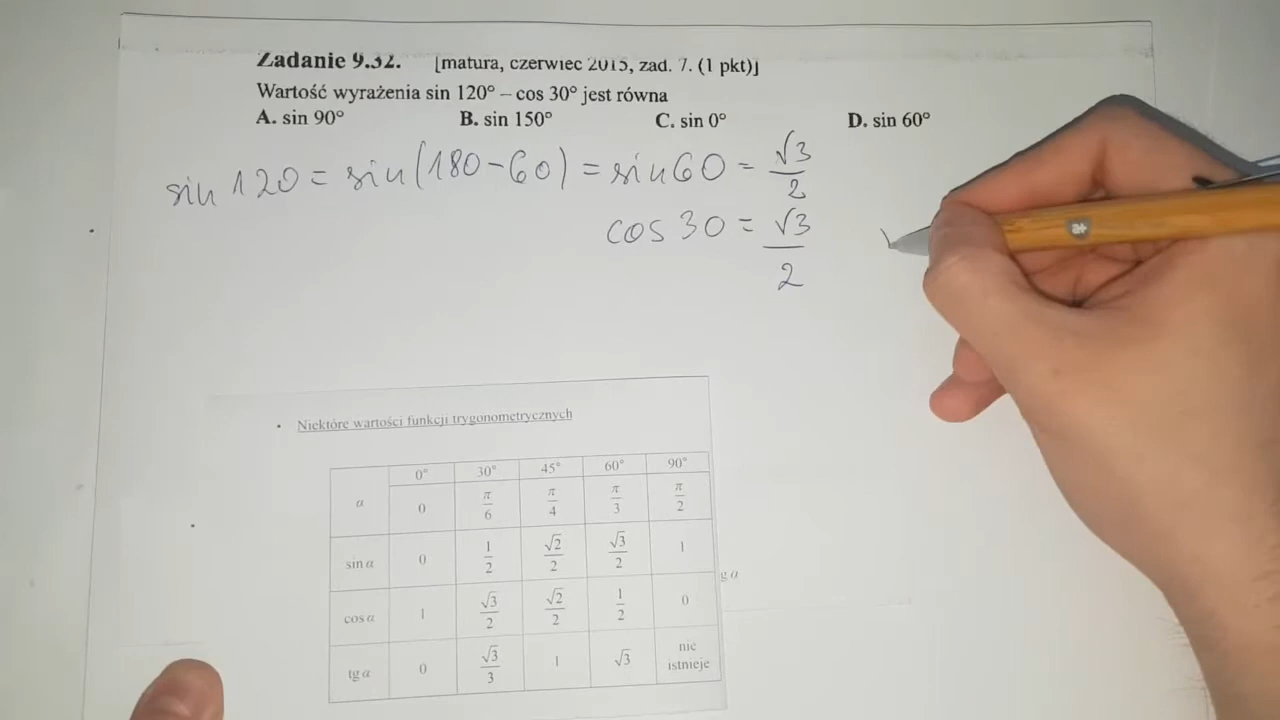 Zadanie 9.32. [matura, czerwiec 2015, zad. 7. (1 pkt)]
Wartość wyrażenia sin 120° – cos 30° jest równa
A. sin 90° B. sin 150° C. sin 0° D. sin 60°
sin 120 = sin(180-60) = sin60 = √3/2
cos 30 = √3/2
• Niektóre wartości funkcji trygonometrycznych
α 0° 30° 45° 60° 90°
0 π/6 π/4 π/3 π/2
sin α 0 1/2 √2/2 √3/2 1
cos α 1 √3/2 √2/2 1/2 0
tg α 0 √3/3 1 √3 nie istnieje
g α